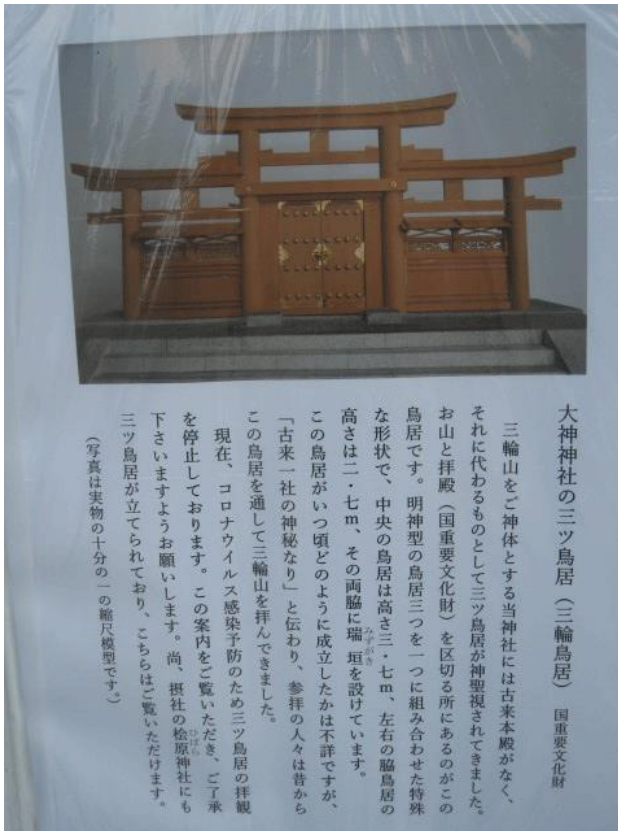 大神神社の三ツ鳥居（三輪鳥居）　国重要文化財
三輪山をご神体とする当神社には古来本殿がなく、
それに代わるものとして三ツ鳥居が神聖視されてきました。
お山と拝殿（国重要文化財）を区切る所にあるのがこの
鳥居です。明神型の鳥居三つを一つに組み合わせた特殊
な形状で、中央の鳥居は高さ三・七m、左右の脇鳥居の
高さは二・七m、その両脇に瑞垣みずがきを設けています。
この鳥居がいつ頃どのように成立したかは不詳ですが、
「古来一社の神秘なり」と伝わり、参拝の人々は昔から
この鳥居を通して三輪山を拝んできました。
現在、コロナウイルス感染予防のため三ツ鳥居の拝観
を停止しております。この案内をご覧いただき、ご了承
下さいますようお願いします。尚、摂社の桧原ひばら神社にも
三ツ鳥居が立てられており、こちらはご覧いただけます。
（写真は実物の十分の一の縮尺模型です。）